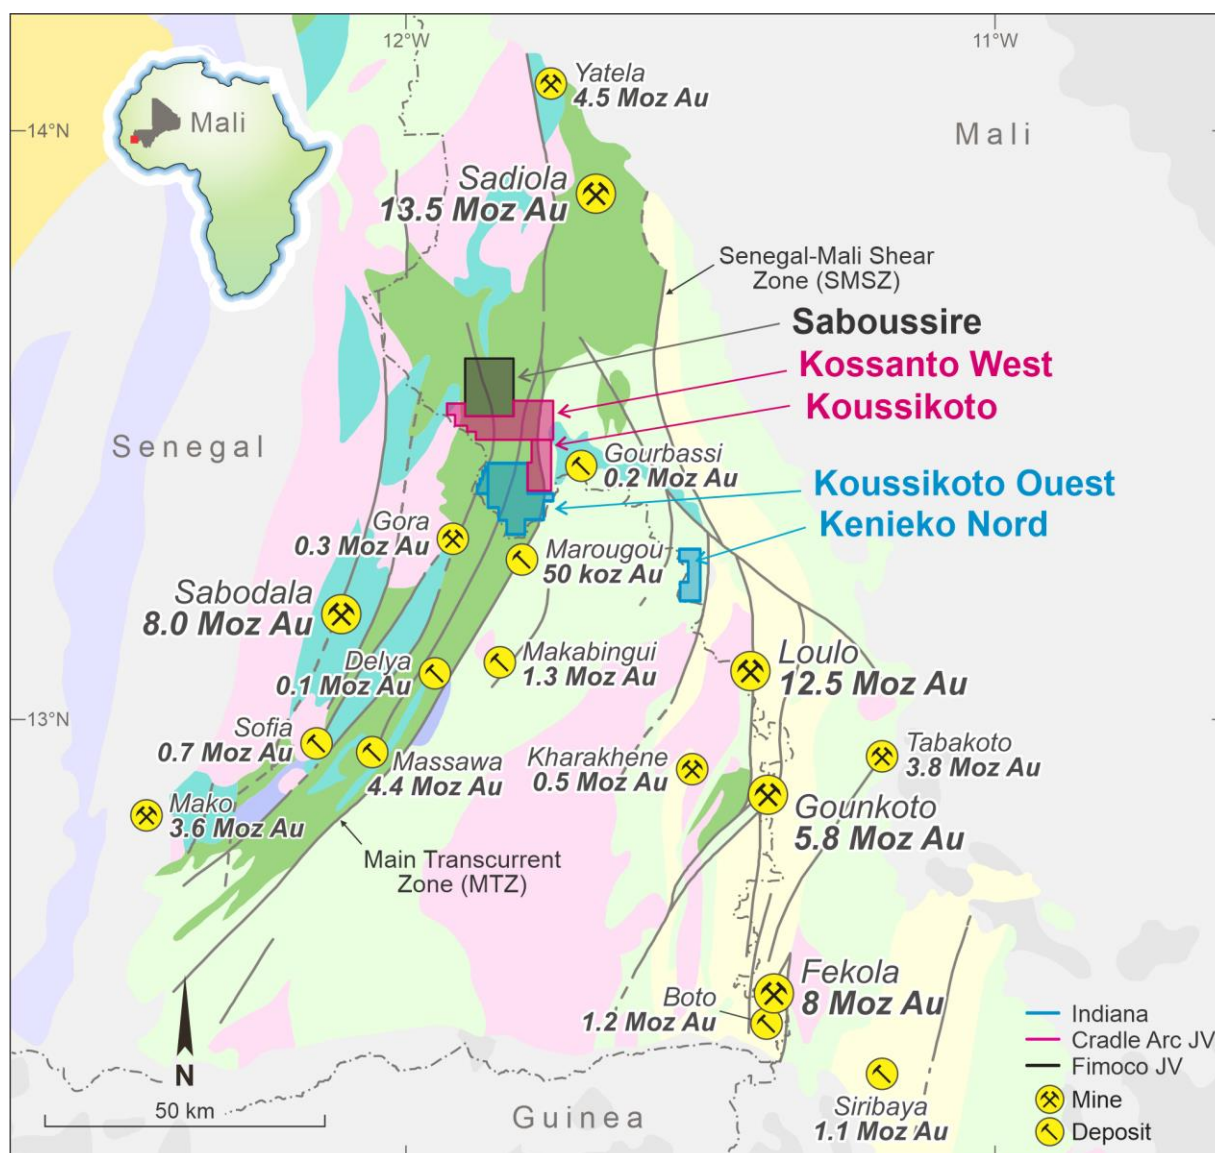 12°W
11°W
14°N
Mali
Mali
Yatela
4.5 Moz Au
Sadiola
13.5 Moz Au
Senegal-Mali Shear
Zone (SMSZ)
Saboussire
Kossanto West
Koussikoto
Senegal
Gourbassi
0.2 Moz Au
Koussikoto Ouest
Kenieko Nord
Gora
0.3 Moz Au
Marougou
50 koz Au
Sabodala
8.0 Moz Au
Delya
0.1 Moz Au
Makabingui
1.3 Moz Au
Loulo
12.5 Moz Au
13°N
Sofia
0.7 Moz Au
Massawa
4.4 Moz Au
Kharakhene
0.5 Moz Au
Tabakoto
3.8 Moz Au
Mako
3.6 Moz Au
Gounkoto
5.8 Moz Au
Main Transcurrent
Zone (MTZ)
Fekola
8 Moz Au
Boto
1.2 Moz Au
Siribaya
1.1 Moz Au
N
50 km
Guinea
Indiana
Cradle Arc JV
Fimoco JV
Mine
Deposit